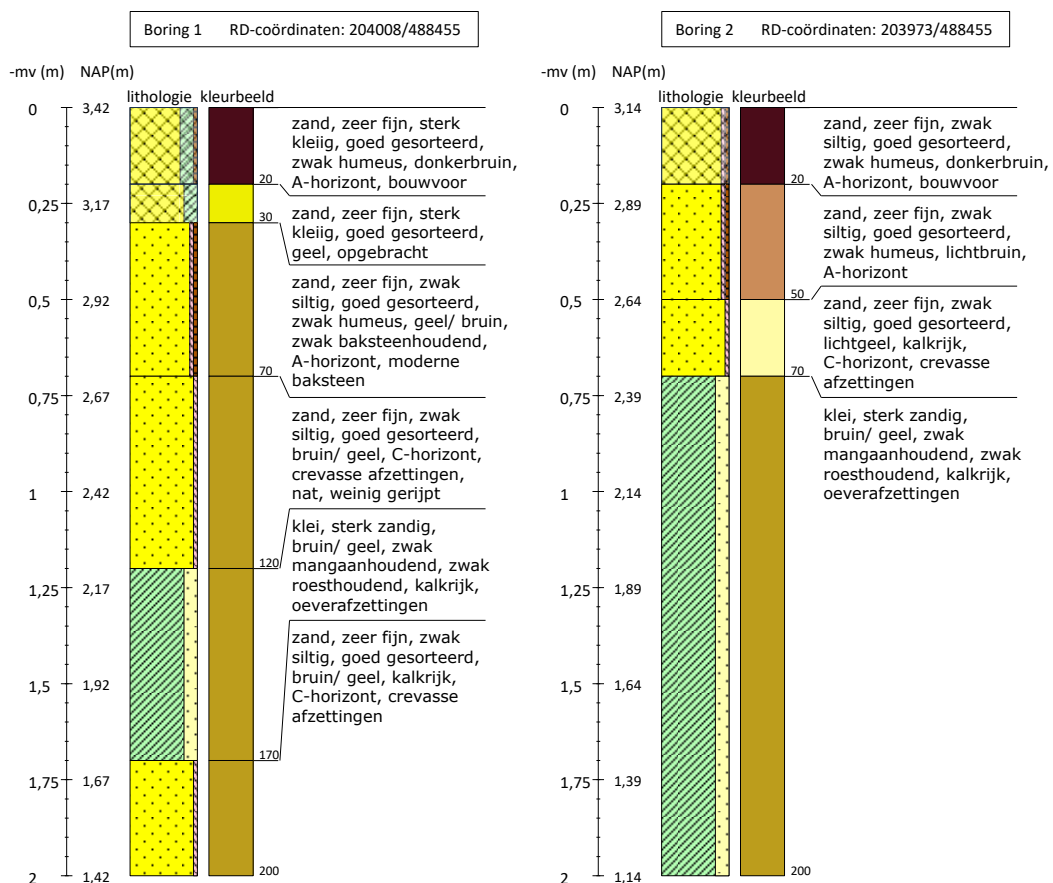 Boring 1 RD-coördinaten: 204008/488455
-mv (m) NAP(m)
lithologie kleurbeeld
0 3,42
zand, zeer fijn, sterk
kleiig, goed gesorteerd,
zwak humeus, donkerbruin,
A-horizont, bouwvoor
20
0,25 3,17
zand, zeer fijn, sterk
kleiig, goed gesorteerd,
geel, opgebracht
30
zand, zeer fijn, zwak
siltig, goed gesorteerd,
zwak humeus, geel/ bruin,
zwak baksteenhoudend,
A-horizont, moderne
baksteen
0,5 2,92
70
0,75 2,67
zand, zeer fijn, zwak
siltig, goed gesorteerd,
bruin/ geel, C-horizont,
crevasse afzettingen,
nat, weinig gerijpt
1 2,42
klei, sterk zandig,
bruin/ geel, zwak
mangaanhoudend, zwak
roesthoudend, kalkrijk,
oeverafzettingen
120
1,25 2,17
zand, zeer fijn, zwak
siltig, goed gesorteerd,
bruin/ geel, kalkrijk,
C-horizont, crevasse
afzettingen
1,5 1,92
170
1,75 1,67
200
2 1,42
Boring 2 RD-coördinaten: 203973/488455
-mv (m) NAP(m)
lithologie kleurbeeld
0 3,14
zand, zeer fijn, zwak
siltig, goed gesorteerd,
zwak humeus, donkerbruin,
A-horizont, bouwvoor
20
0,25 2,89
zand, zeer fijn, zwak
siltig, goed gesorteerd,
zwak humeus, lichtbruin,
A-horizont
50
0,5 2,64
zand, zeer fijn, zwak
siltig, goed gesorteerd,
lichtgeel, kalkrijk,
C-horizont, crevasse
afzettingen
70
0,75 2,39
klei, sterk zandig,
bruin/ geel, zwak
mangaanhoudend, zwak
roesthoudend, kalkrijk,
oeverafzettingen
1 2,14
1,25 1,89
1,5 1,64
1,75 1,39
200
2 1,14